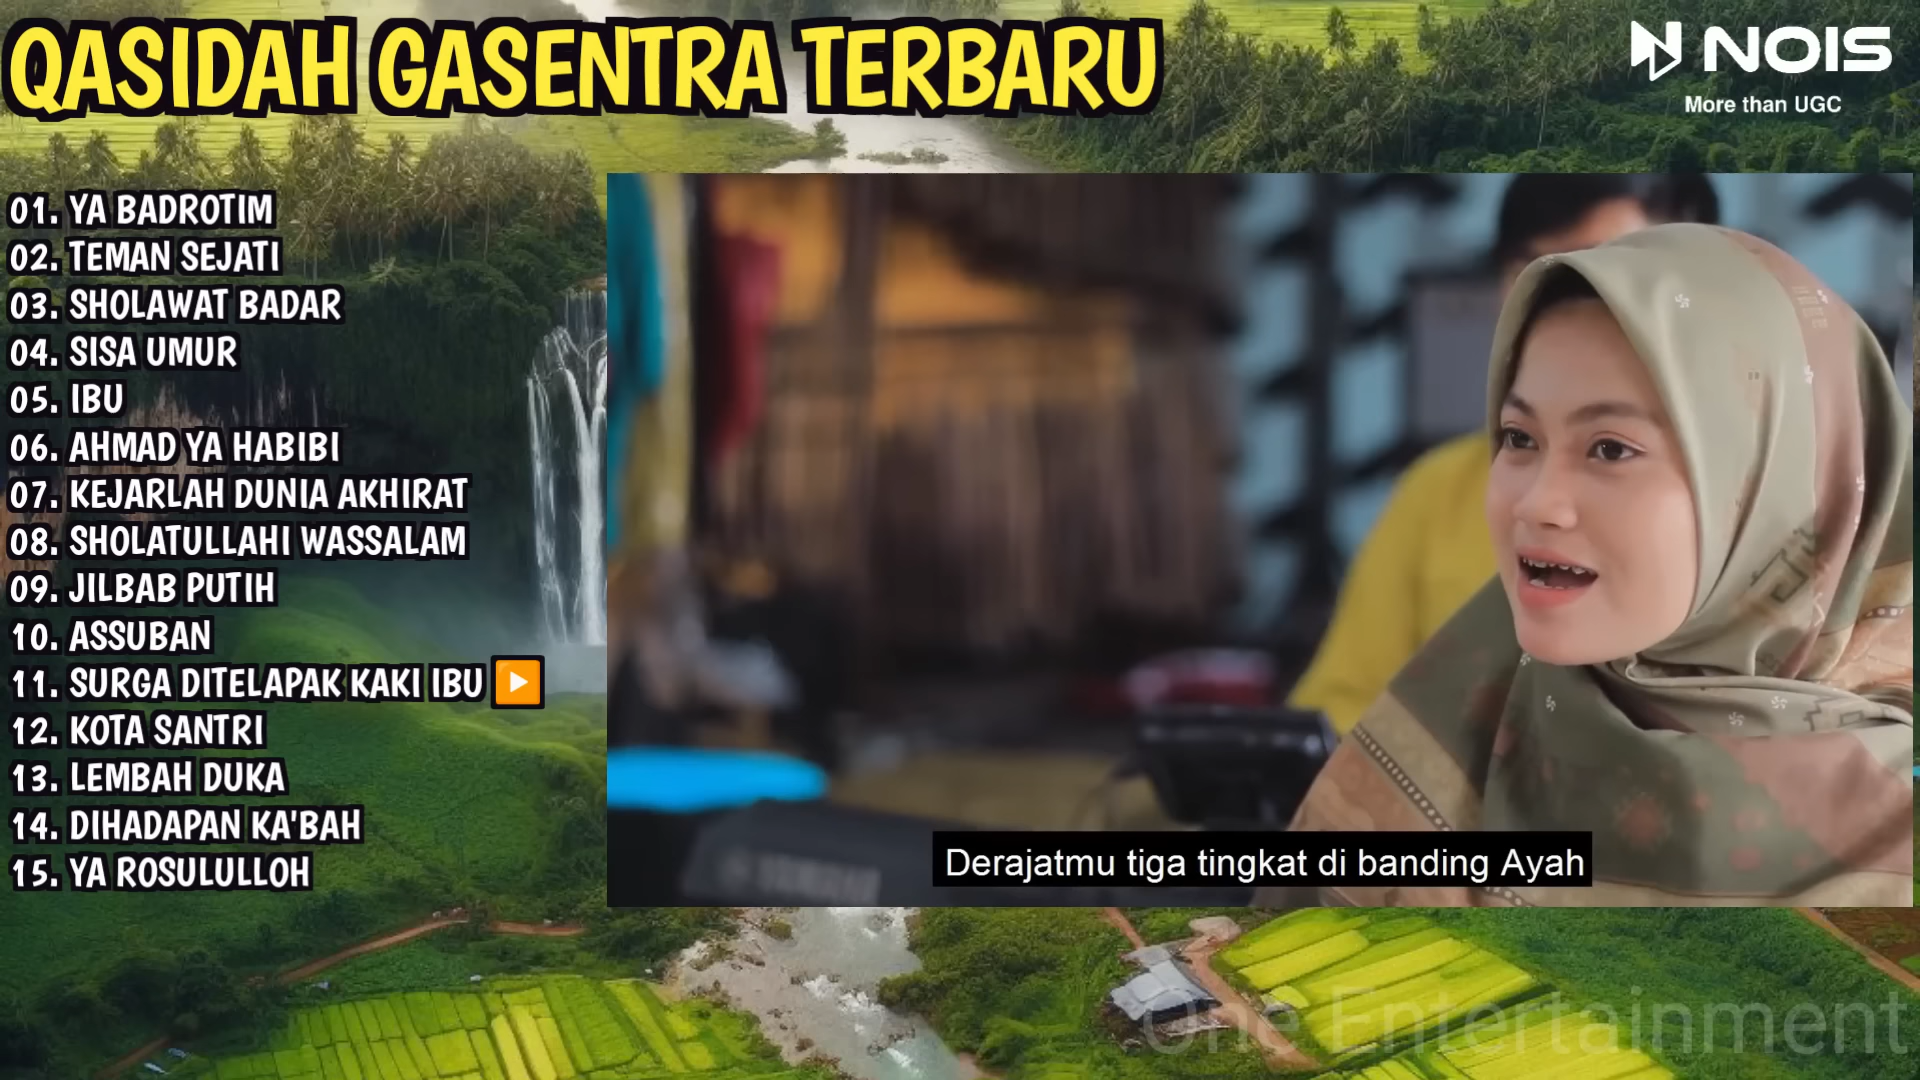 QASIDAH GASENTRA TERBARU
NOIS
More than UGC
01. YA BADROTIM
02. TEMAN SEJATI
03. SHOLAWAT BADAR
04. SISA UMUR
05. IBU
06. AHMAD YA HABIBI
07. KEJARLAH DUNIA AKHIRAT
08. SHOLATULLAHI WASSALAM
09. JILBAB PUTIH
10. ASSUBAN
11. SURGA DITELAPAK KAKI IBU
12. KOTA SANTRI
13. LEMBAH DUKA
14. DIHADAPAN KA'BAH
15. YA ROSULULLOH
Derajatmu tiga tingkat di banding Ayah
One Entertainment